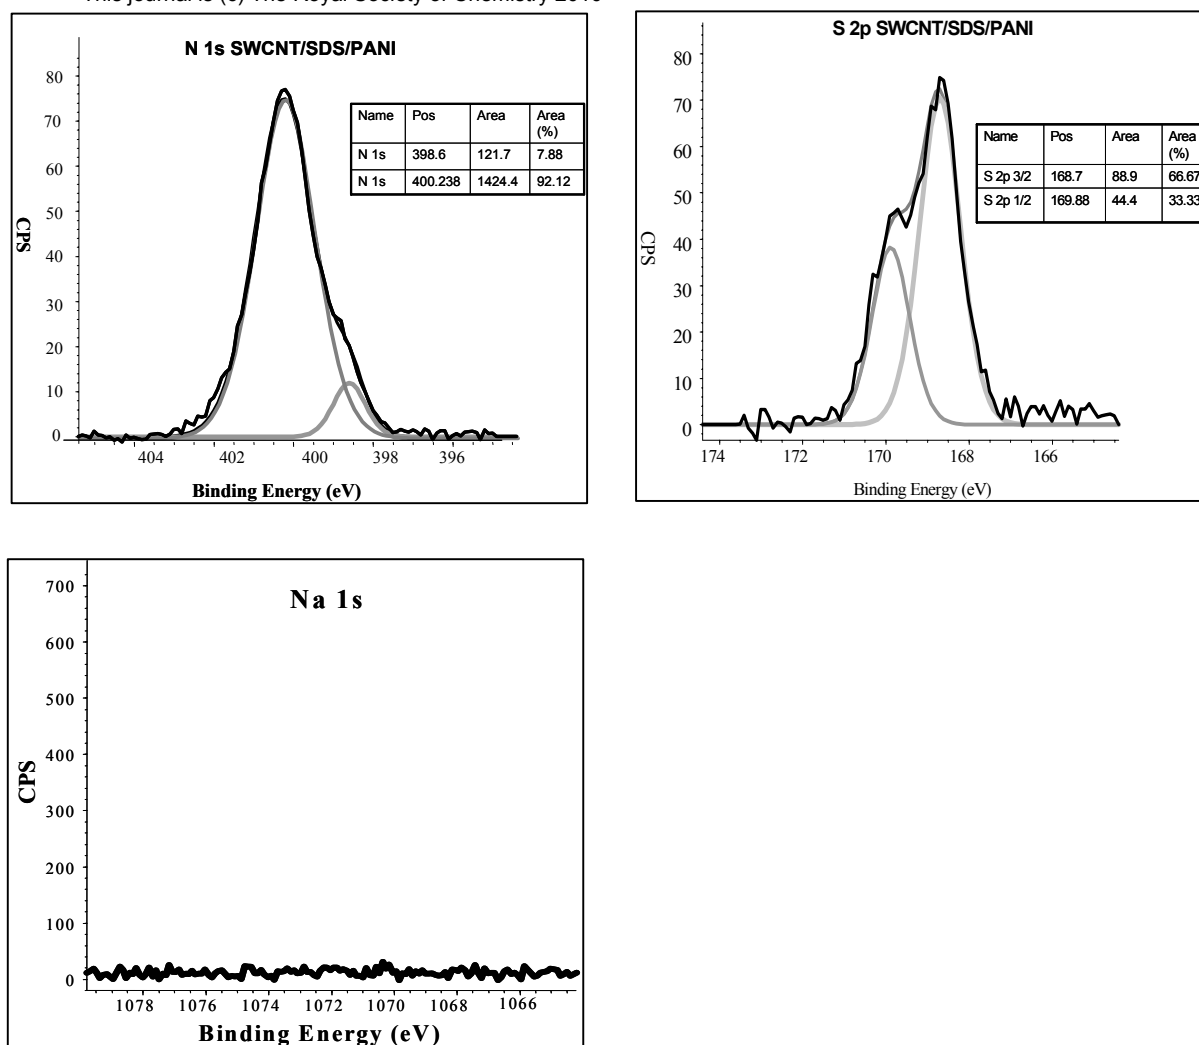 This journal is (c) The Royal Society of Chemistry 2010
N 1s SWCNT/SDS/PANI
80
70
60
50
40
30
20
10
0
CPS
Name Pos Area Area (%)
N 1s 398.6 121.7 7.88
N 1s 400.238 1424.4 92.12
404 402 400 398 396
Binding Energy (eV)
S 2p SWCNT/SDS/PANI
80
70
60
50
40
30
20
10
0
CPS
Name Pos Area Area (%)
S 2p 3/2 168.7 88.9 66.67
S 2p 1/2 169.88 44.4 33.33
174 172 170 168 166
Binding Energy (eV)
Na 1s
700
600
500
400
300
200
100
0
CPS
1078 1076 1074 1072 1070 1068 1066
Binding Energy (eV)